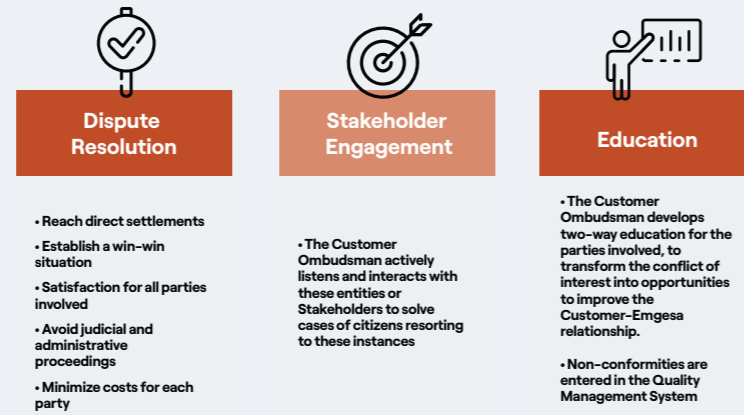 Dispute
Resolution
• Reach direct settlements
• Establish a win-win
situation
• Satisfaction for all parties
involved
• Avoid judicial and
administrative
proceedings
• Minimize costs for each
party
Stakeholder
Engagement
• The Customer
Ombudsman actively
listens and interacts with
these entities or
Stakeholders to solve
cases of citizens resorting
to these instances
Education
• The Customer
Ombudsman develops
two-way education for the
parties involved, to
transform the conflict of
interest into opportunities
to improve the
Customer-Emgesa
relationship.
• Non-conformities are
entered in the Quality
Management System